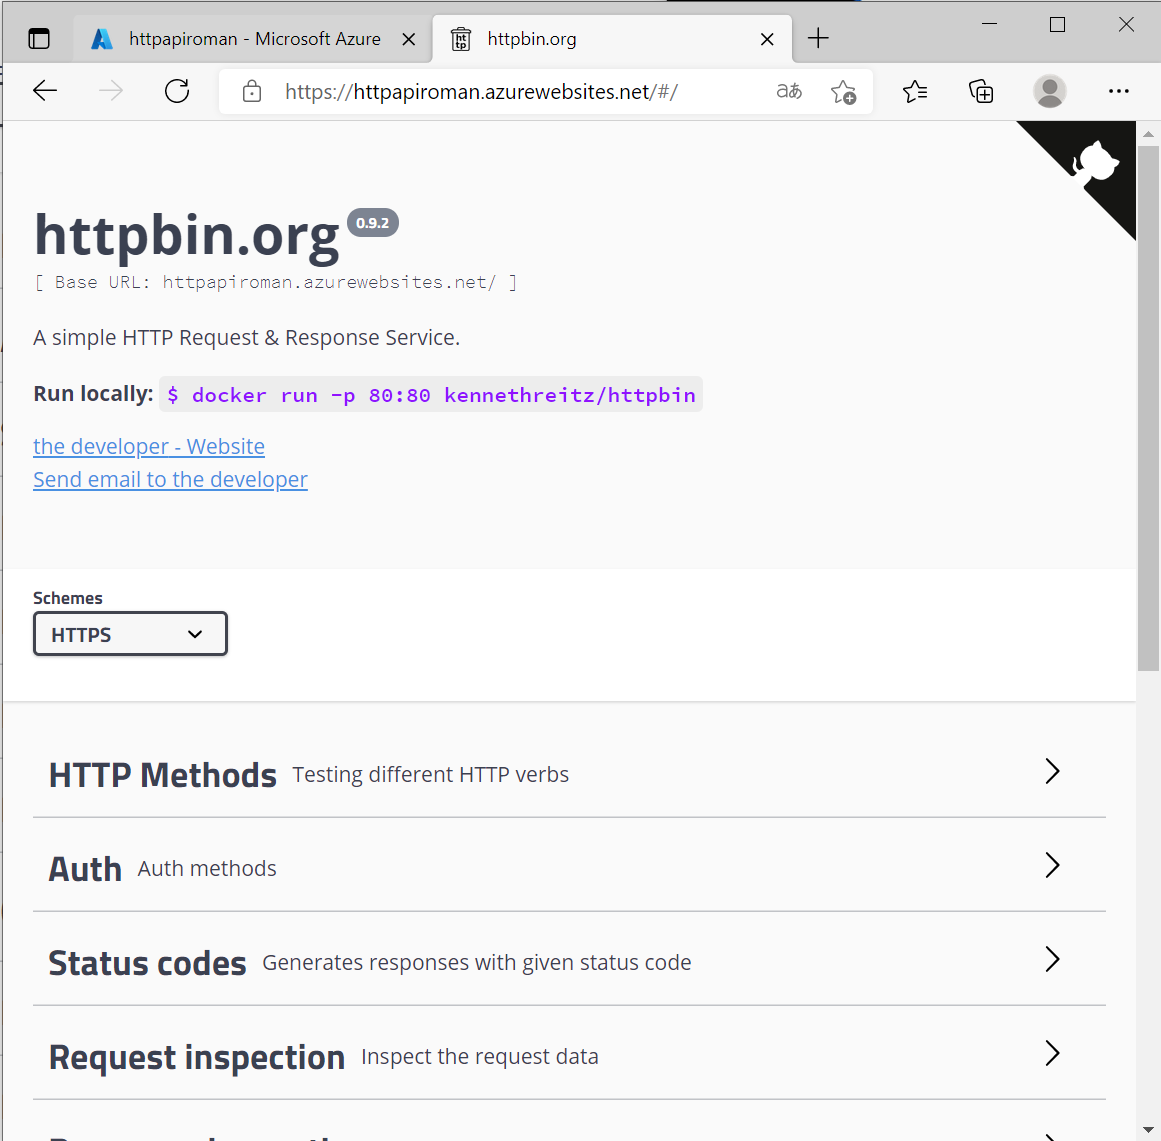 httpapiroman - Microsoft Azure
httpbin.org
https://httpapiroman.azurewebsites.net/#/
aあ
httpbin.org 0.9.2
[ Base URL: httpapiroman.azurewebsites.net/ ]
A simple HTTP Request & Response Service.
Run locally: $ docker run -p 80:80 kennethreitz/httpbin
the developer - Website
Send email to the developer
Schemes
HTTPS
HTTP Methods Testing different HTTP verbs
Auth Auth methods
Status codes Generates responses with given status code
Request inspection Inspect the request data